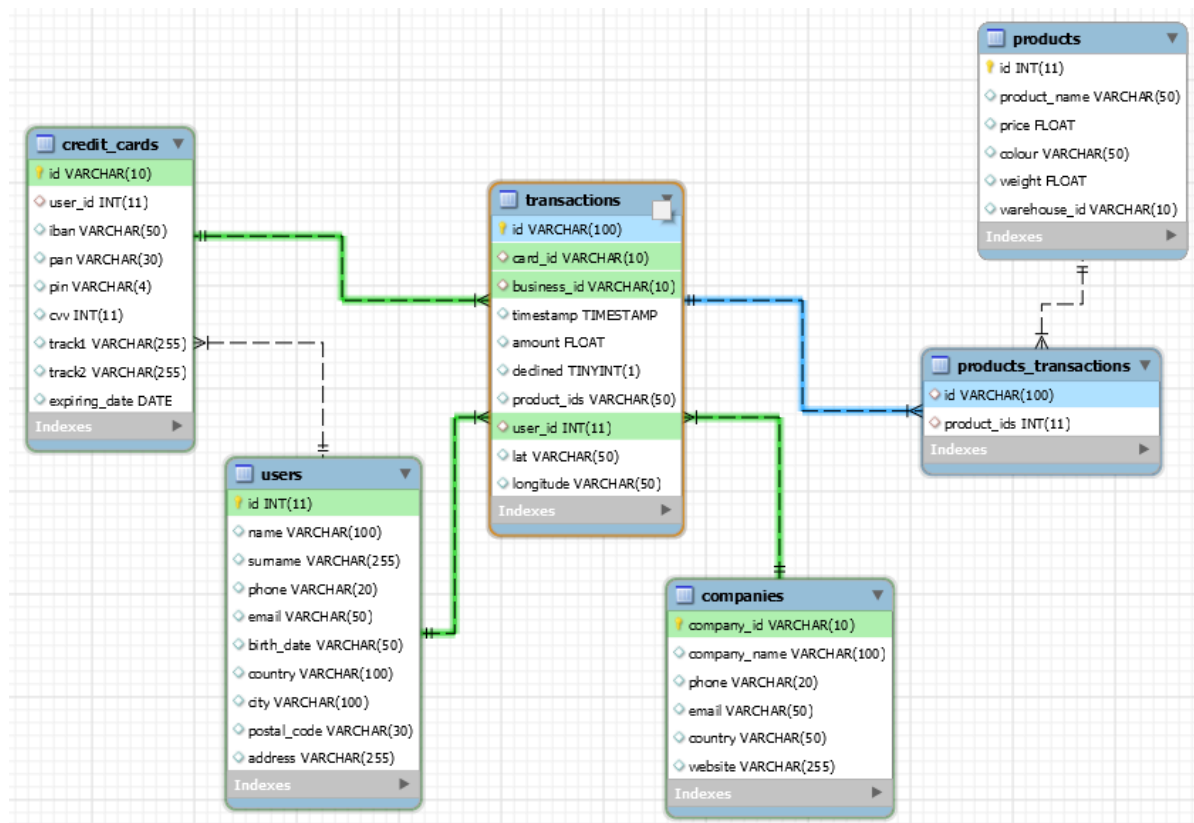 products
id INT(11)
product_name VARCHAR(50)
price FLOAT
colour VARCHAR(50)
weight FLOAT
warehouse_id VARCHAR(10)
Indexes
credit_cards
id VARCHAR(10)
user_id INT(11)
iban VARCHAR(50)
pan VARCHAR(30)
pin VARCHAR(4)
cvv INT(11)
track1 VARCHAR(255)
track2 VARCHAR(255)
expiring_date DATE
Indexes
transactions
id VARCHAR(100)
card_id VARCHAR(10)
business_id VARCHAR(10)
timestamp TIMESTAMP
amount FLOAT
declined TINYINT(1)
product_ids VARCHAR(50)
user_id INT(11)
lat VARCHAR(50)
longitude VARCHAR(50)
Indexes
products_transactions
id VARCHAR(100)
product_ids INT(11)
Indexes
users
id INT(11)
name VARCHAR(100)
surname VARCHAR(255)
phone VARCHAR(20)
email VARCHAR(50)
birth_date VARCHAR(50)
country VARCHAR(100)
city VARCHAR(100)
postal_code VARCHAR(30)
address VARCHAR(255)
Indexes
companies
company_id VARCHAR(10)
company_name VARCHAR(100)
phone VARCHAR(20)
email VARCHAR(50)
country VARCHAR(50)
website VARCHAR(255)
Indexes